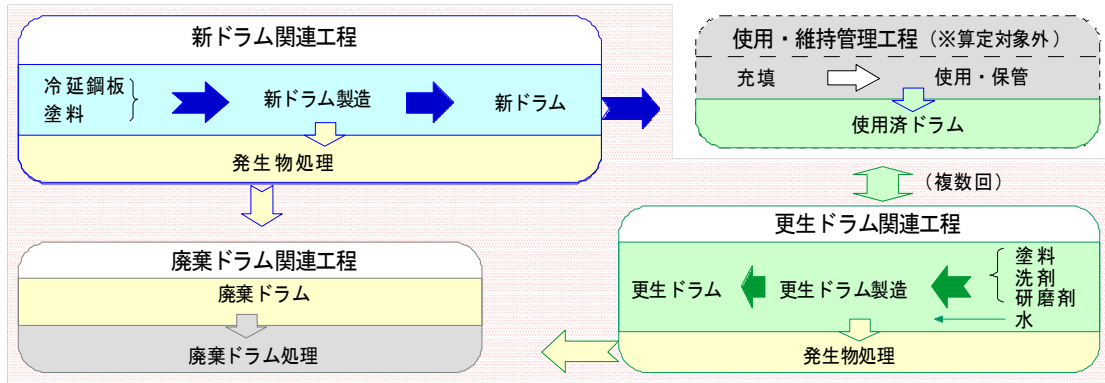 新ドラム関連工程
冷延鋼板
塗料
新ドラム製造
新ドラム
発生物処理
使用・維持管理工程（※算定対象外）
充填
使用・保管
使用済ドラム
（複数回）
更生ドラム関連工程
更生ドラム
更生ドラム製造
塗料
洗剤
研磨剤
水
発生物処理
廃棄ドラム関連工程
廃棄ドラム
廃棄ドラム処理